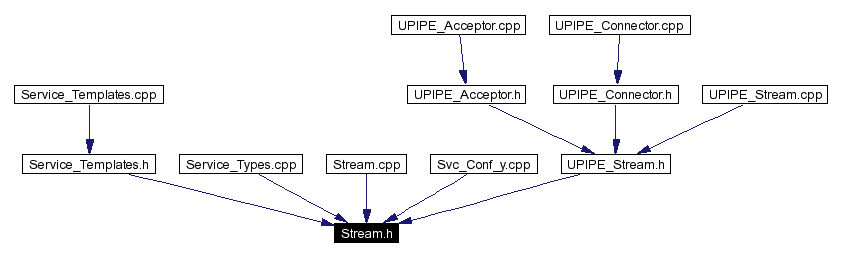 UPIPE_Acceptor.cpp
UPIPE_Connector.cpp
Service_Templates.cpp
UPIPE_Acceptor.h
UPIPE_Connector.h
UPIPE_Stream.cpp
Service_Templates.h
Service_Types.cpp
Stream.cpp
Svc_Conf_y.cpp
UPIPE_Stream.h
Stream.h